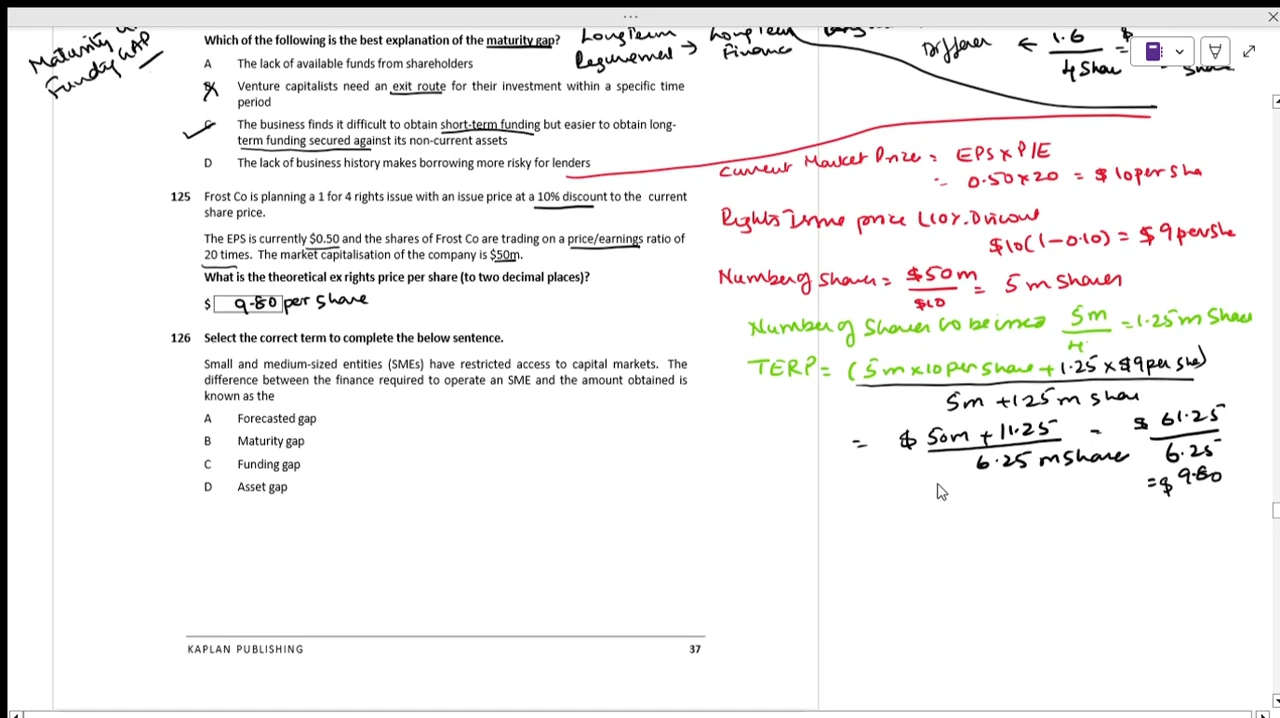 Maturity
Funding GAP
Which of the following is the best explanation of the maturity gap?
A The lack of available funds from shareholders
B Venture capitalists need an exit route for their investment within a specific time
period
C The business finds it difficult to obtain short-term funding but easier to obtain long-
term funding secured against its non-current assets
D The lack of business history makes borrowing more risky for lenders
125 Frost Co is planning a 1 for 4 rights issue with an issue price at a 10% discount to the current
share price.
The EPS is currently $0.50 and the shares of Frost Co are trading on a price/earnings ratio of
20 times. The market capitalisation of the company is $50m.
What is the theoretical ex rights price per share (to two decimal places)?
$ 9.80 per share
126 Select the correct term to complete the below sentence.
Small and medium-sized entities (SMEs) have restricted access to capital markets. The
difference between the finance required to operate an SME and the amount obtained is
known as the
A Forecasted gap
B Maturity gap
C Funding gap
D Asset gap
KAPLAN PUBLISHING 37
Long Term
Requirement → Long Term
Finance
Differer ← 1.6 =
4 Shar
Current Market Price = EPS x P/E
= 0.50 x 20 = $ 10 per Sha
Rights Issue price (10%. Discout
$10(1-0.10) = $9 per She
Number of Shares = $50m = 5m Shares
$10
Number of Shares to be issued 5m = 1.25m Share
4
TERP = (5m x 10 per Share + 1.25 x $9 per she)
5m + 1.25m Shar
= $ 50m + 11.25 = $ 61.25
6.25 m Shares 6.25
= $ 9.80